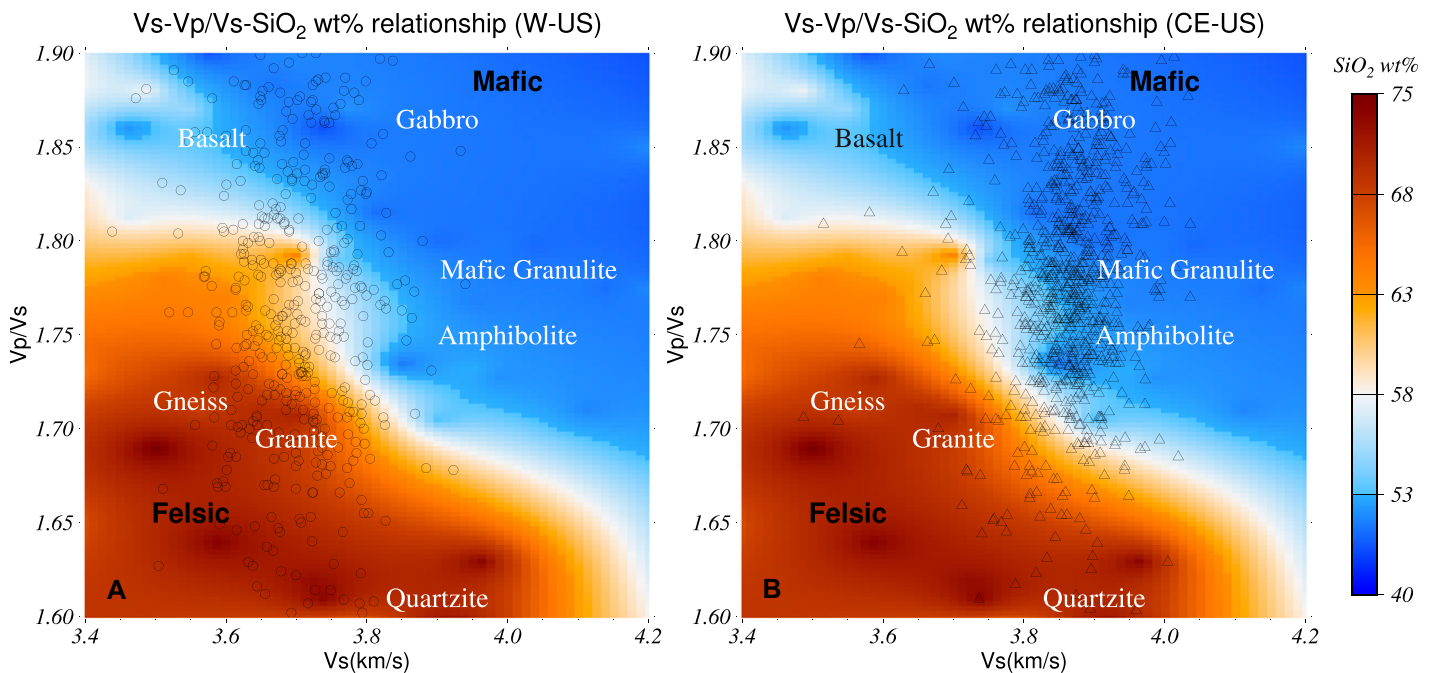 Vs-Vp/Vs-SiO2 wt% relationship (W-US)
1.90
1.85
1.80
1.75
1.70
1.65
1.60
Vp/Vs
Mafic
Gabbro
Basalt
Mafic Granulite
Amphibolite
Gneiss
Granite
Felsic
A
Quartzite
3.4 3.6 3.8 4.0 4.2
Vs(km/s)
Vs-Vp/Vs-SiO2 wt% relationship (CE-US)
1.90
1.85
1.80
1.75
1.70
1.65
1.60
Vp/Vs
Mafic
Gabbro
Basalt
Mafic Granulite
Amphibolite
Gneiss
Granite
Felsic
B
Quartzite
3.4 3.6 3.8 4.0 4.2
Vs(km/s)
SiO2 wt%
75
68
63
58
53
40